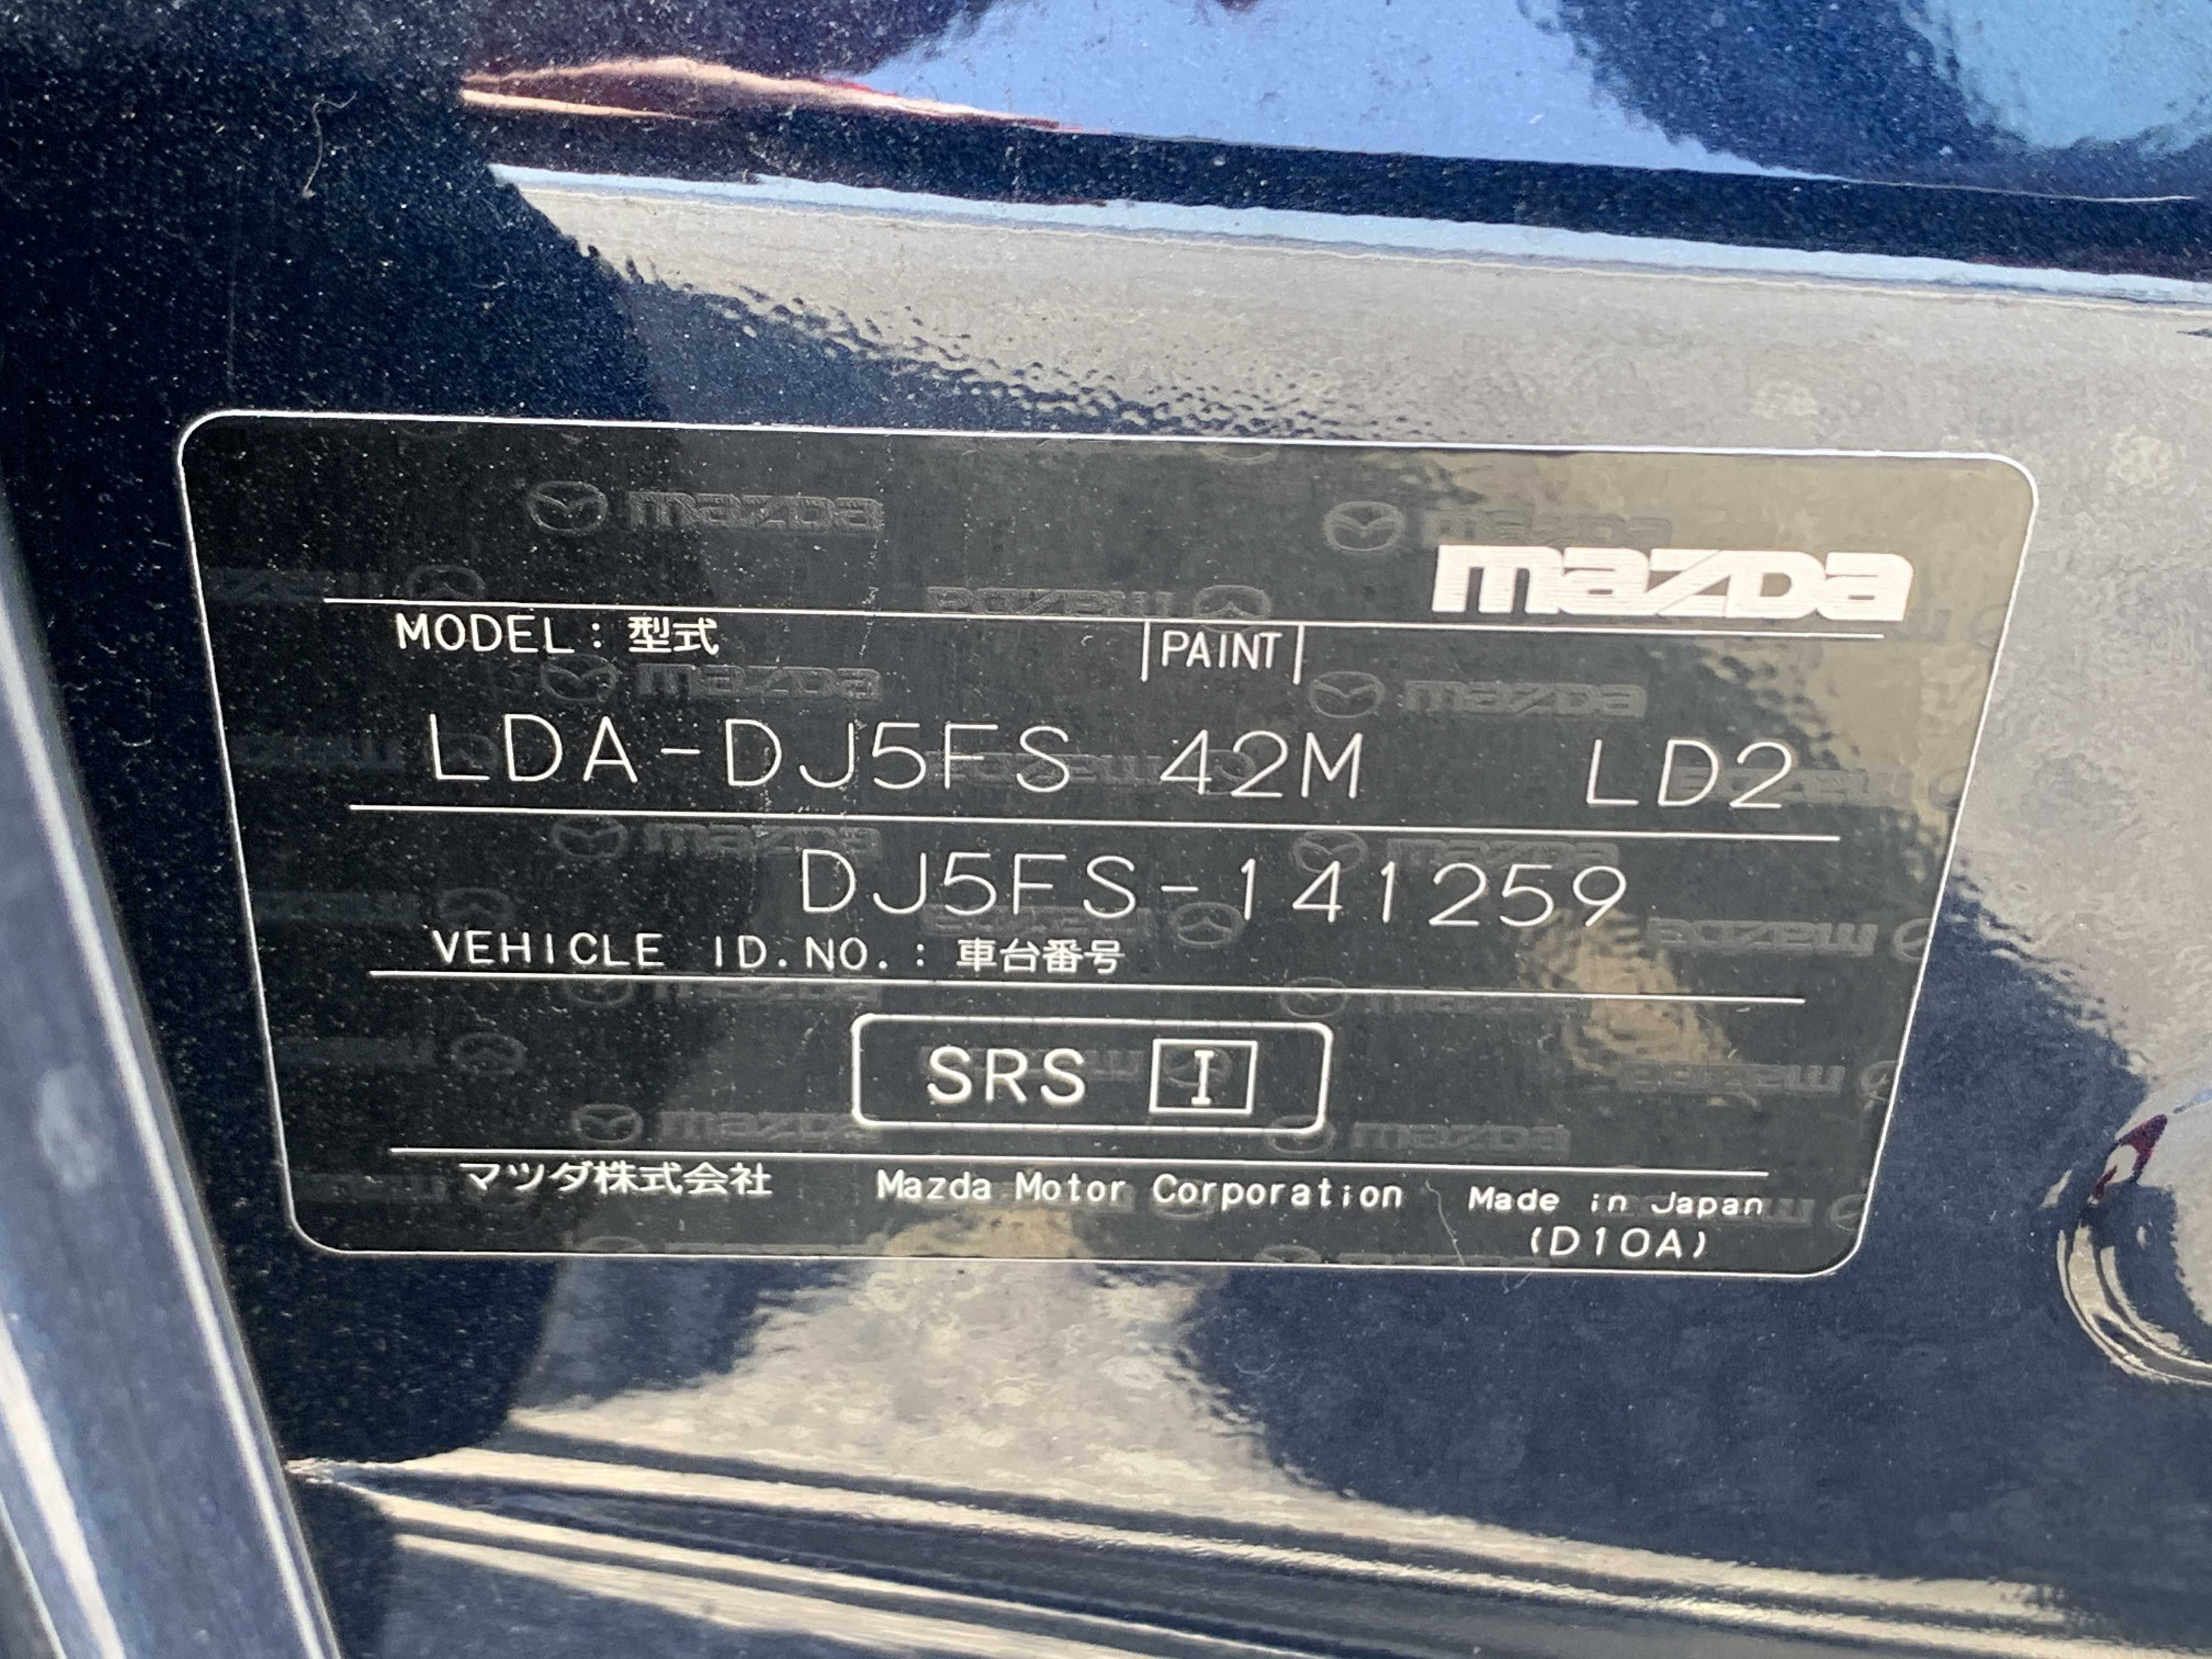 mazda
MODEL: 型式 PAINT
LDA-DJ5FS 42M LD2
DJ5FS-141259
VEHICLE ID.NO.: 車台番号
SRS I
マツダ株式会社 Mazda Motor Corporation Made in Japan
(D10A)